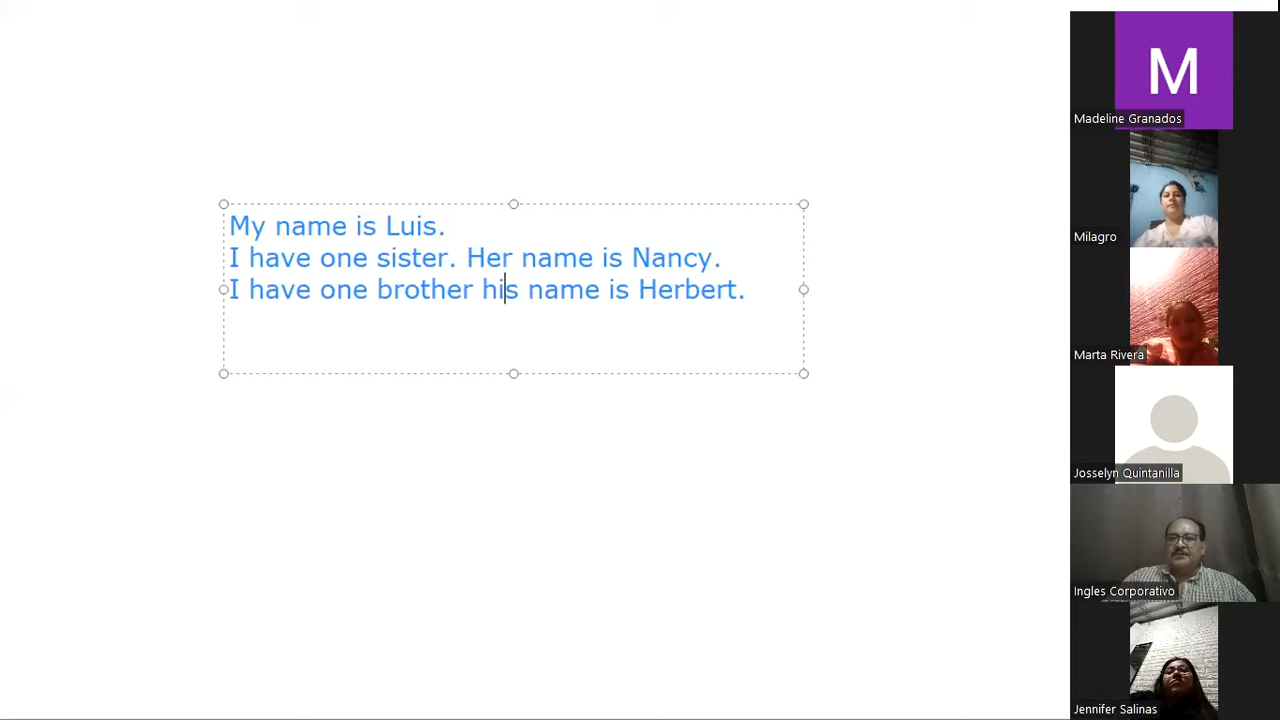 My name is Luis.
I have one sister. Her name is Nancy.
I have one brother his name is Herbert.
M
Madeline Granados
Milagro
Marta Rivera
Josselyn Quintanilla
Ingles Corporativo
Jennifer Salinas